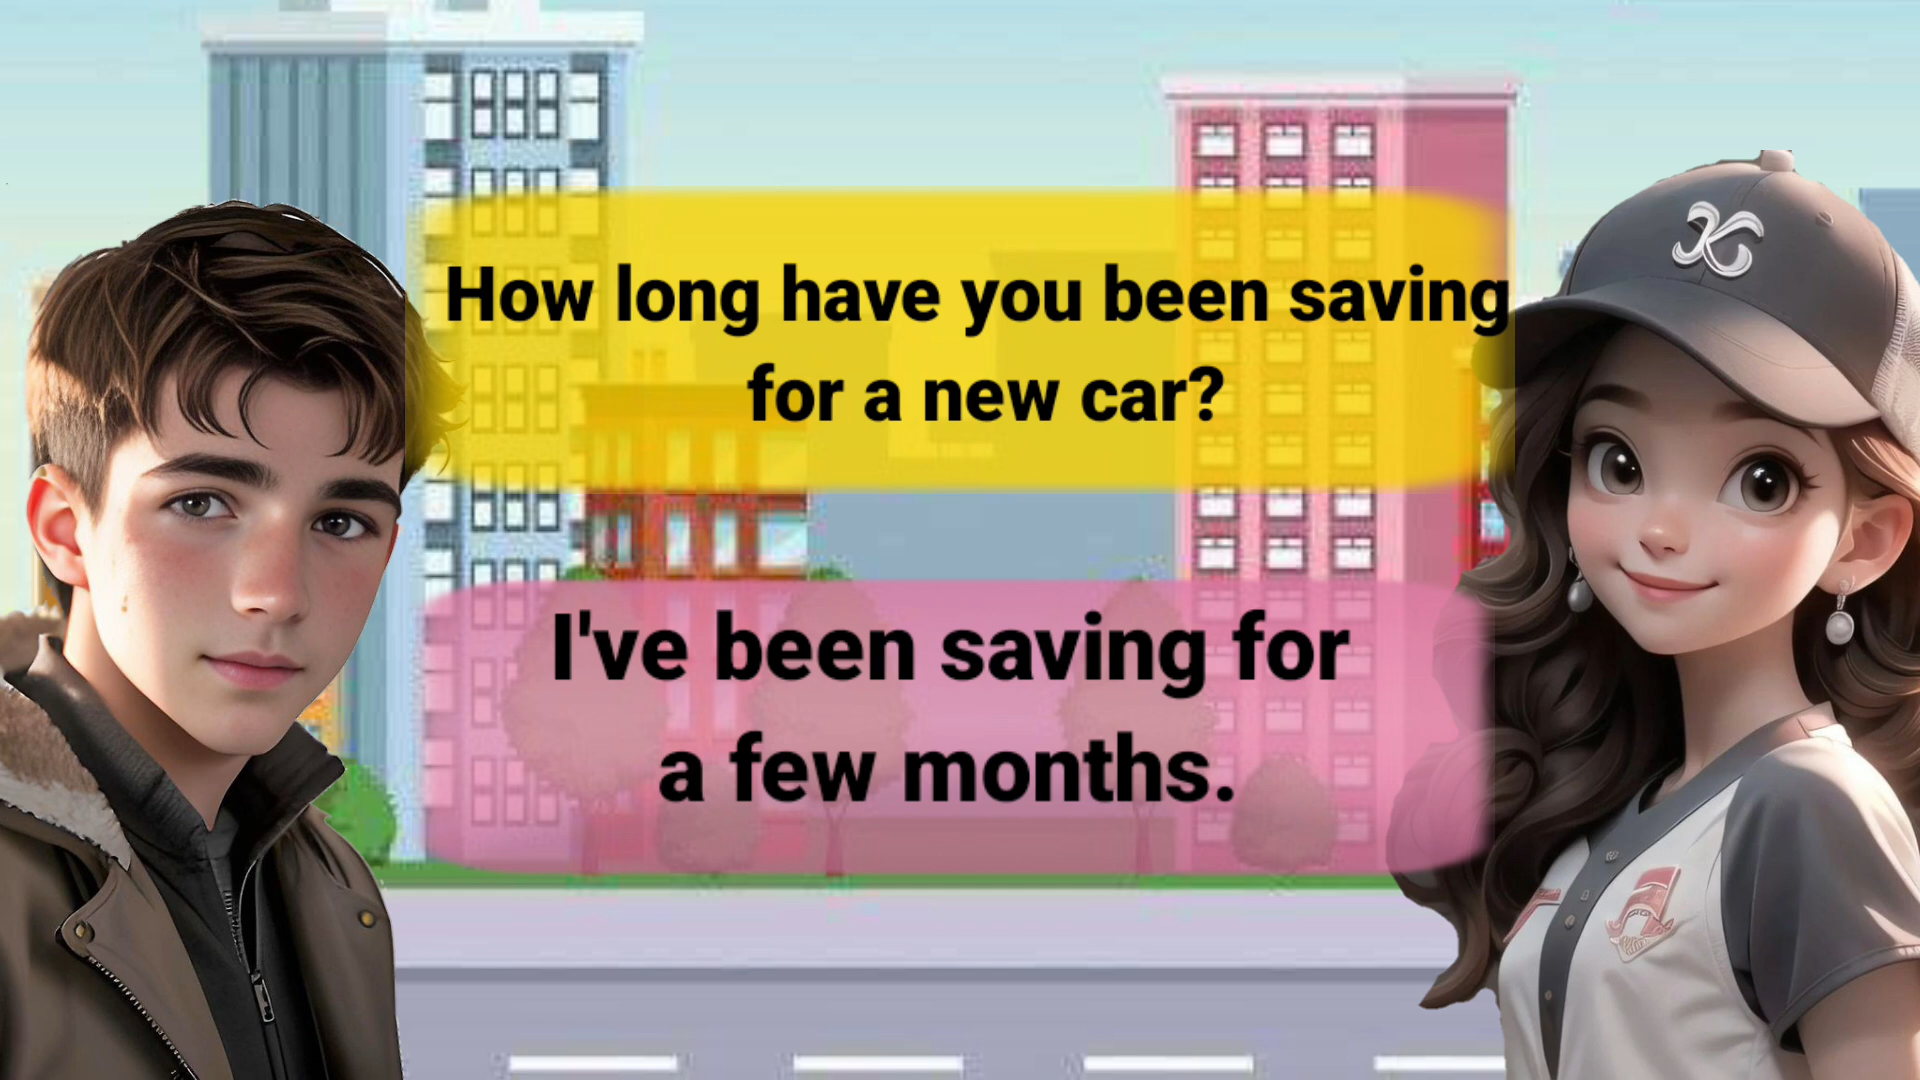 How long have you been saving
for a new car?
I've been saving for
a few months.